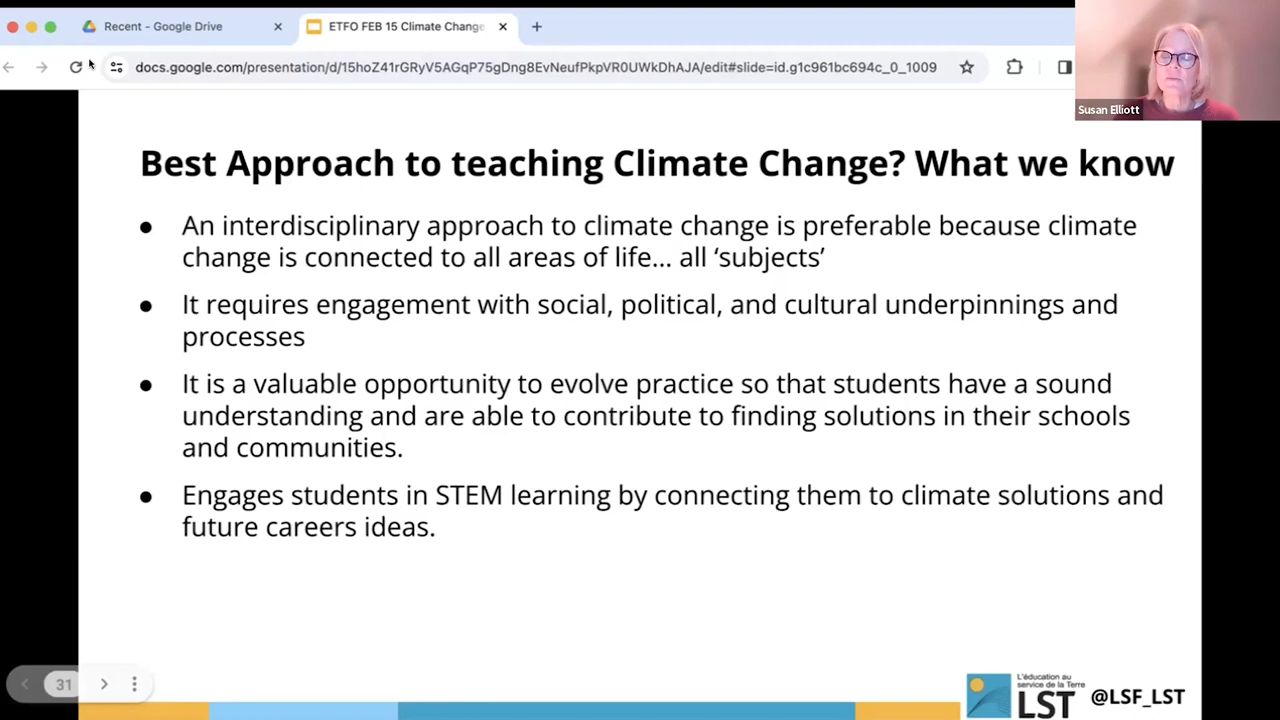 Recent - Google Drive
ETFO FEB 15 Climate Change
docs.google.com/presentation/d/15hoZ41rGRyV5AGqP75gDng8EvNeufPkpVR0UWkDhAJA/edit#slide=id.g1c961bc694c_0_1009
Susan Elliott
Best Approach to teaching Climate Change? What we know
● An interdisciplinary approach to climate change is preferable because climate
change is connected to all areas of life… all ‘subjects’
● It requires engagement with social, political, and cultural underpinnings and
processes
● It is a valuable opportunity to evolve practice so that students have a sound
understanding and are able to contribute to finding solutions in their schools
and communities.
● Engages students in STEM learning by connecting them to climate solutions and
future careers ideas.
31
L'éducation au
service de la Terre
LST
@LSF_LST